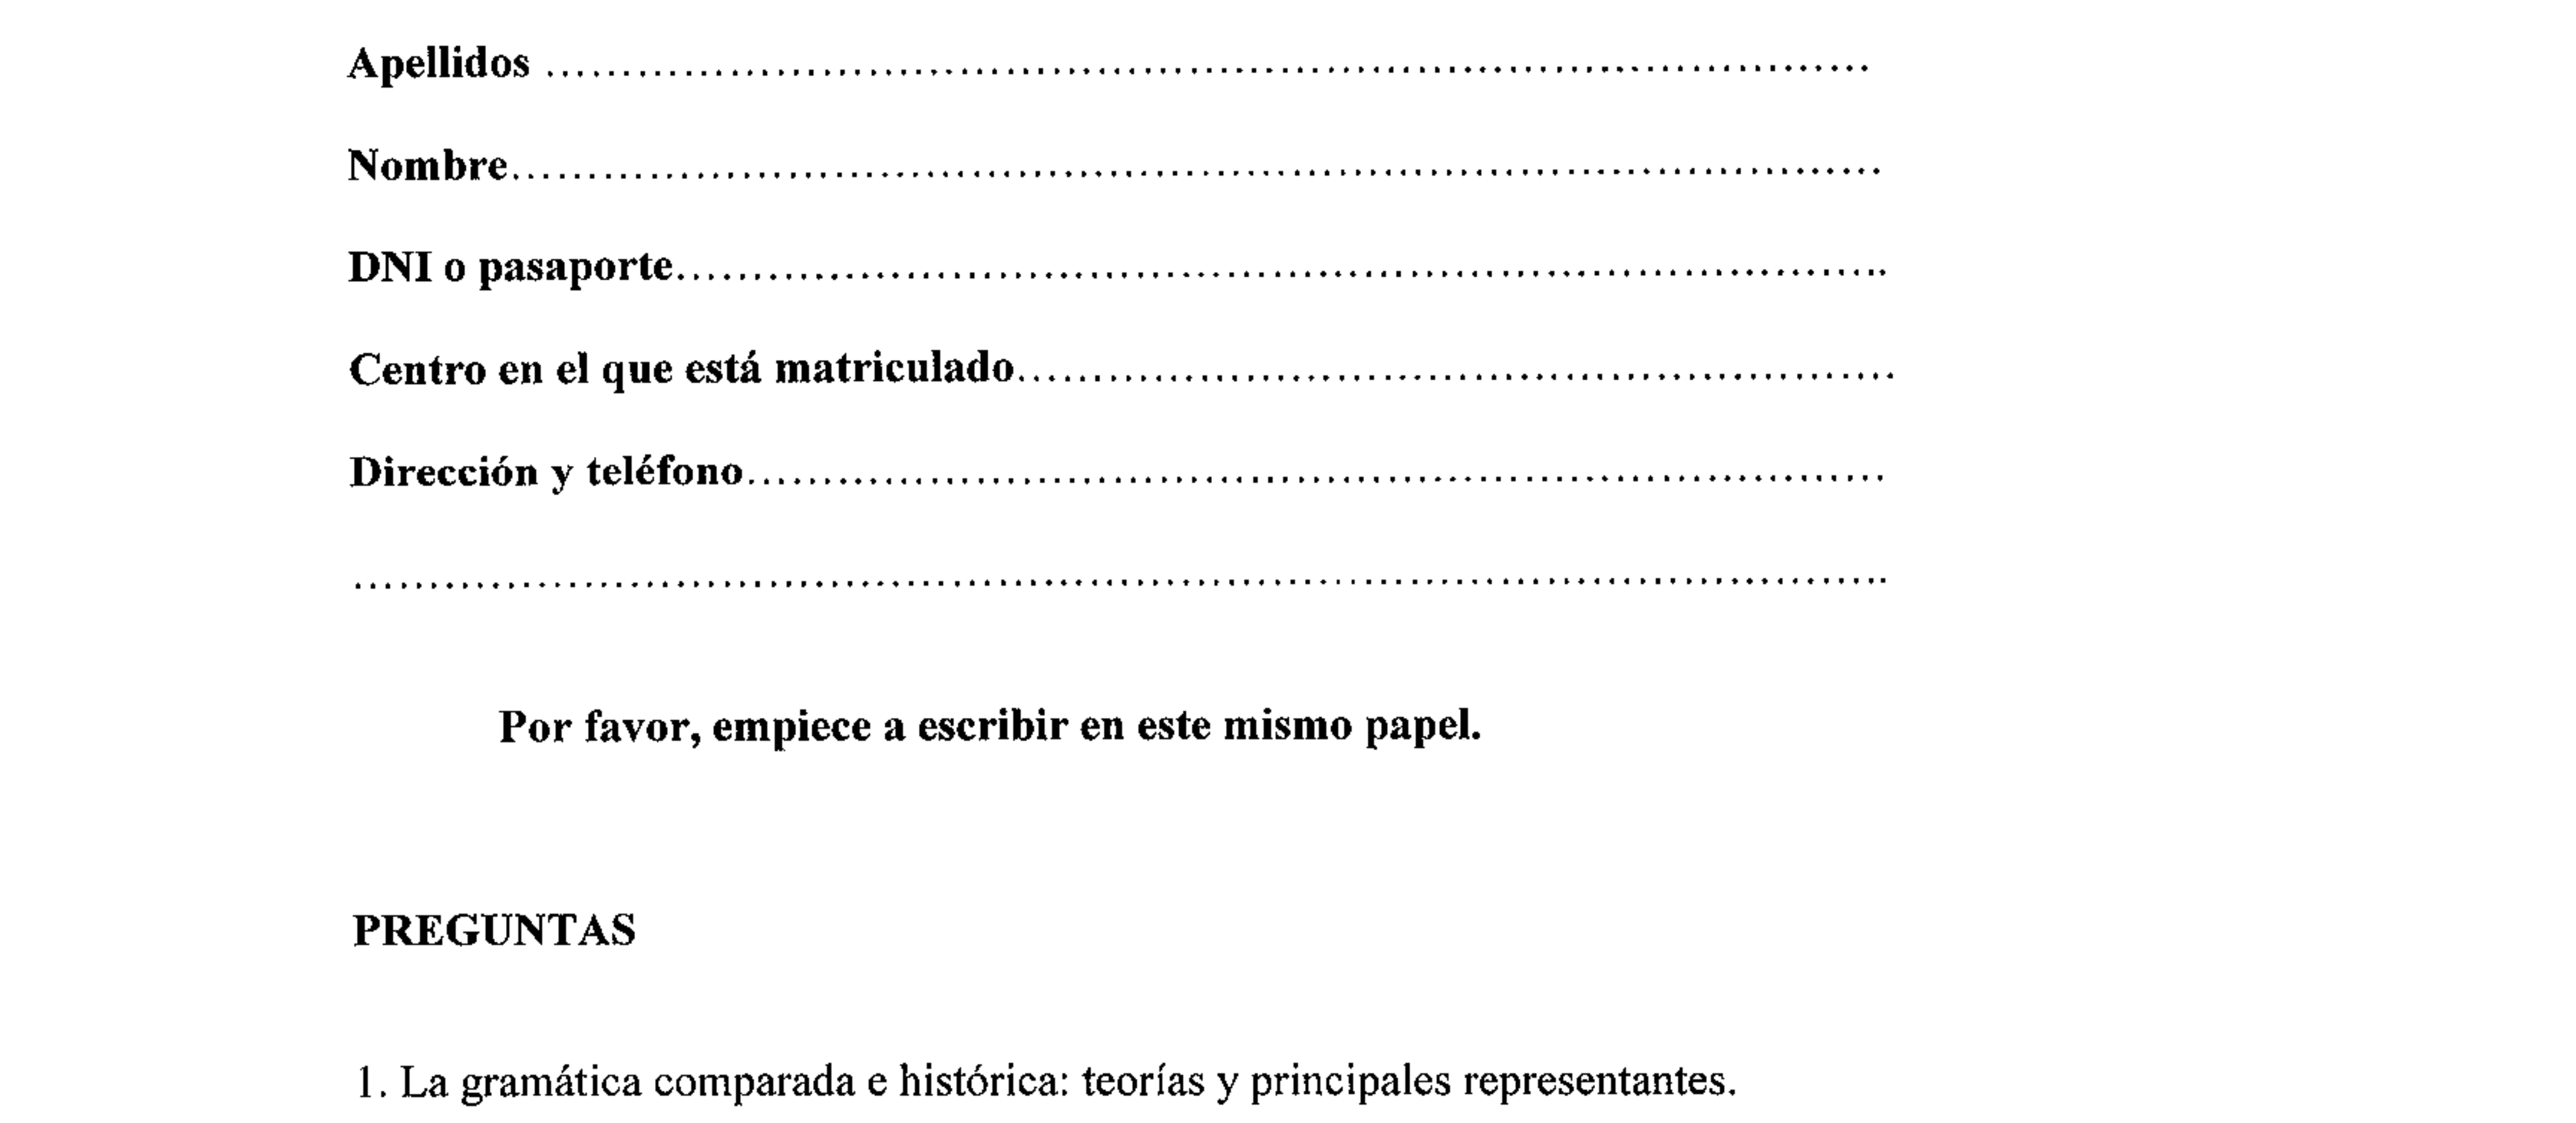 Apellidos ........................................................................................
Nombre........................................................................................
DNI o pasaporte................................................................................
Centro en el que está matriculado..........................................................
Dirección y teléfono...........................................................................
.....................................................................................................
Por favor, empiece a escribir en este mismo papel.
PREGUNTAS
1. La gramática comparada e histórica: teorías y principales representantes.